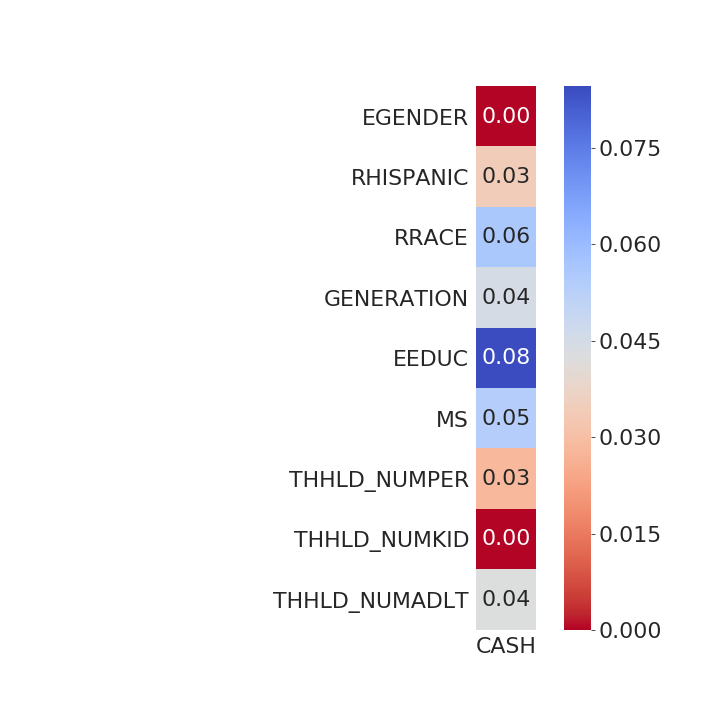 EGENDER 0.00
RHISPANIC 0.03
RRACE 0.06
GENERATION 0.04
EEDUC 0.08
MS 0.05
THHLD_NUMPER 0.03
THHLD_NUMKID 0.00
THHLD_NUMADLT 0.04
CASH
0.075
0.060
0.045
0.030
0.015
0.000